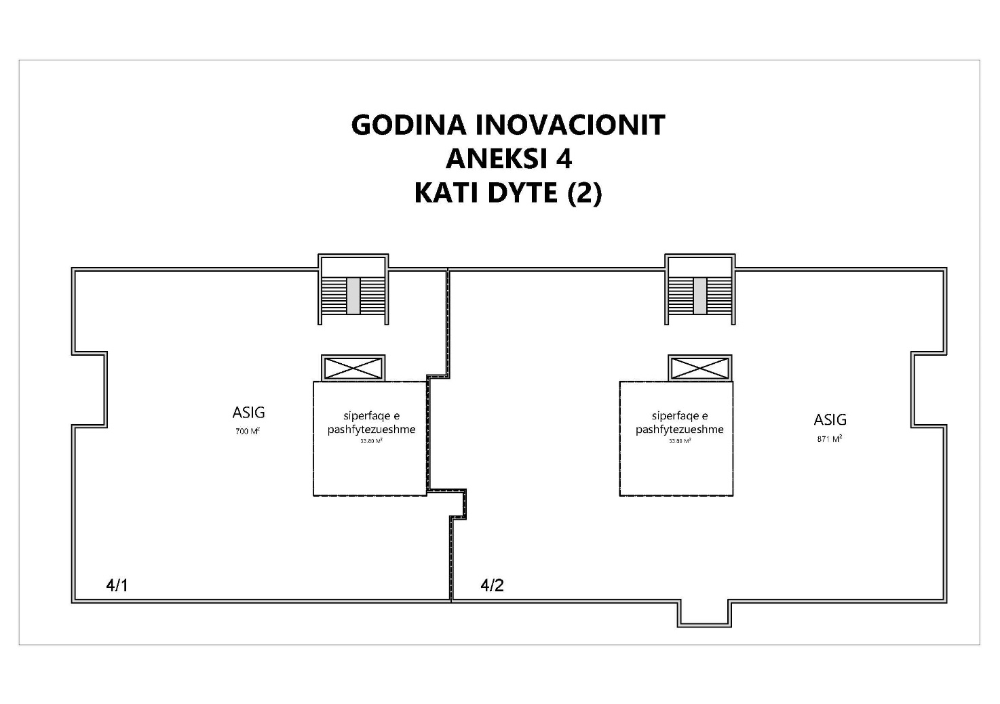 GODINA INOVACIONIT
ANEKSI 4
KATI DYTE (2)
ASIG
700 M²
siperfaqe e
pashfytezueshme
33.80 M²
siperfaqe e
pashfytezueshme
33.80 M²
ASIG
871 M²
4/1
4/2